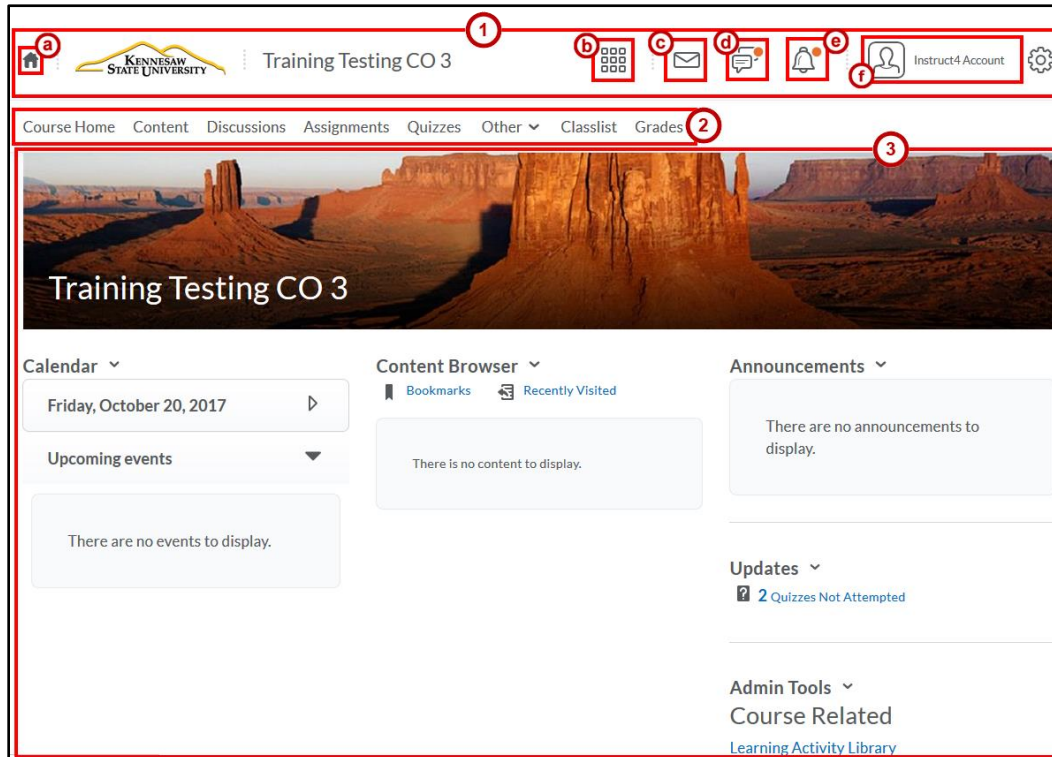 1
a
KENNESAW
STATE UNIVERSITY
Training Testing CO 3
b
c
d
e
f
Instruct4 Account
Course Home Content Discussions Assignments Quizzes Other Classlist Grades
2
3
Training Testing CO 3
Calendar
Friday, October 20, 2017
Upcoming events
There are no events to display.
Content Browser
Bookmarks Recently Visited
There is no content to display.
Announcements
There are no announcements to
display.
Updates
2 Quizzes Not Attempted
Admin Tools
Course Related
Learning Activity Library